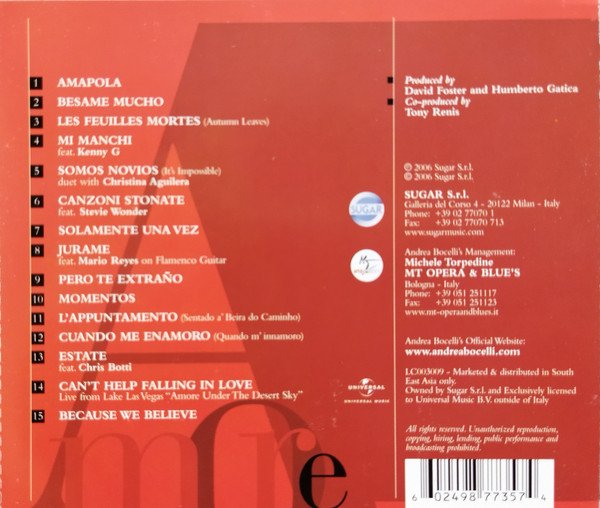 1 AMAPOLA
2 BESAME MUCHO
3 LES FEUILLES MORTES (Autumn Leaves)
4 MI MANCHI
feat. Kenny G
5 SOMOS NOVIOS (It's Impossible)
duet with Christina Aguilera
6 CANZONI STONATE
feat. Stevie Wonder
7 SOLAMENTE UNA VEZ
8 JURAME
feat. Mario Reyes on Flamenco Guitar
9 PERO TE EXTRAÑO
10 MOMENTOS
11 L'APPUNTAMENTO (Sentado a' Beira do Caminho)
12 CUANDO ME ENAMORO (Quando m' innamoro)
13 ESTATE
feat. Chris Botti
14 CAN'T HELP FALLING IN LOVE
Live from Lake Las Vegas "Amore Under The Desert Sky"
15 BECAUSE WE BELIEVE
Amore
SUGAR
UNIVERSAL
UNIVERSAL MUSIC
Produced by
David Foster and Humberto Gatica
Co-produced by
Tony Renis
℗ 2006 Sugar S.r.l.
© 2006 Sugar S.r.l.
SUGAR S.r.l.
Galleria del Corso 4 - 20122 Milan - Italy
Phone: +39 02 77070 1
Fax: +39 02 77070 713
www.sugarmusic.com
Andrea Bocelli's Management:
Michele Torpedine
MT OPERA & BLUE'S
Bologna - Italy
Phone: +39 051 251117
Fax: +39 051 251123
www.mt-operaandblues.it
Andrea Bocelli's Official Website:
www.andreabocelli.com
LC003009 - Marketed & distributed in South
East Asia only.
Owned by Sugar S.r.l. and Exclusively licensed
to Universal Music B.V. outside of Italy
All rights reserved. Unauthorized reproduction,
copying, hiring, lending, public performance and
broadcasting prohibited.
6 02498 77357 4